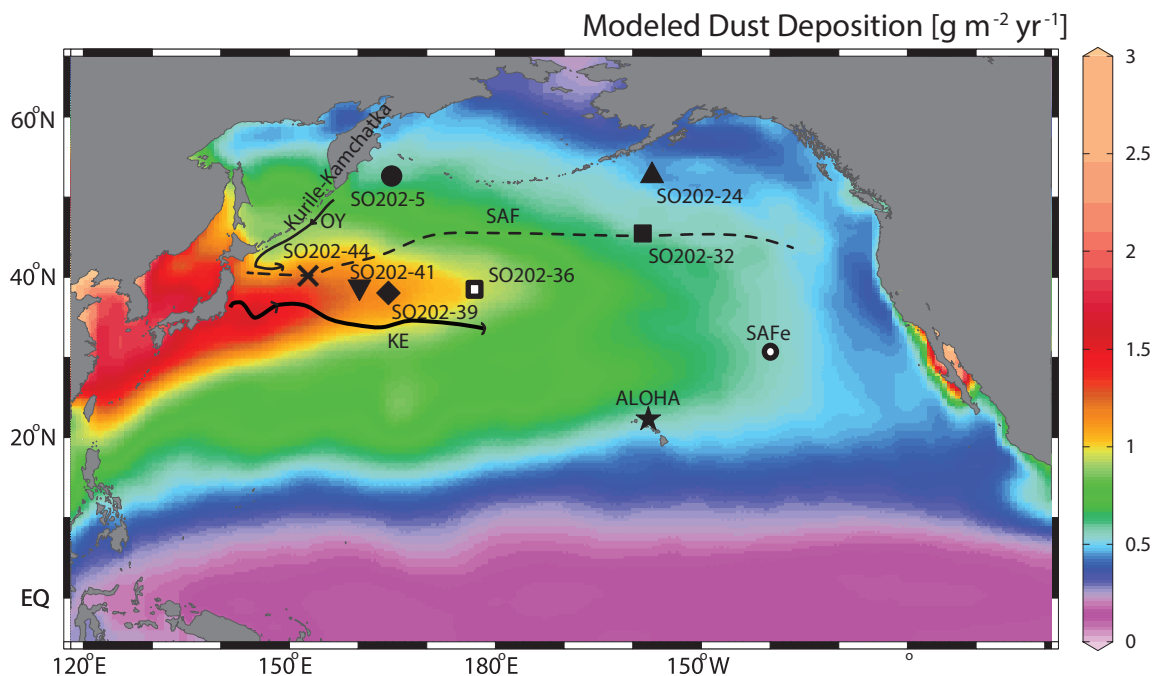 Modeled Dust Deposition [g m⁻² yr⁻¹]
3
2.5
2
1.5
1
0.5
0
60°N
40°N
20°N
EQ
120°E
150°E
180°E
150°W
°
Kurile-Kamchatka
OY
SO202-5
SAF
SO202-24
SO202-44
SO202-41
SO202-36
SO202-32
SO202-39
KE
SAFe
ALOHA